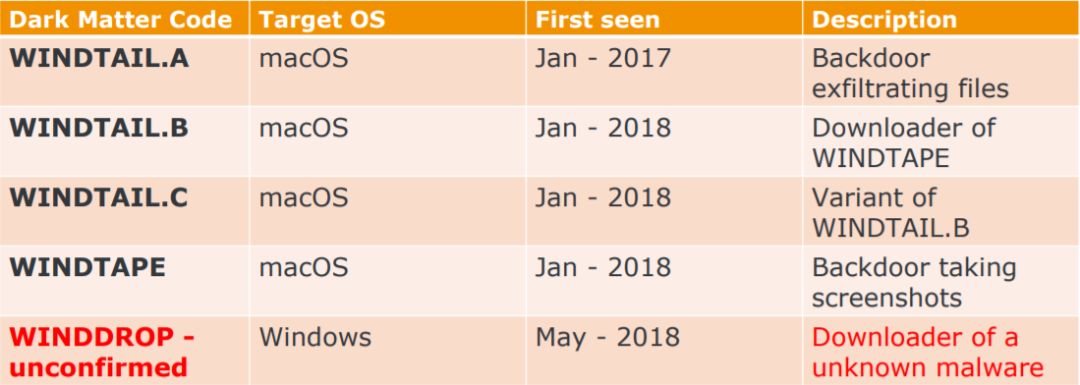 Dark Matter Code Target OS First seen Description
WINDTAIL.A macOS Jan - 2017 Backdoor
exfiltrating files
WINDTAIL.B macOS Jan - 2018 Downloader of
WINDTAPE
WINDTAIL.C macOS Jan - 2018 Variant of
WINDTAIL.B
WINDTAPE macOS Jan - 2018 Backdoor taking
screenshots
WINDDROP - Windows May - 2018 Downloader of a
unconfirmed unknown malware